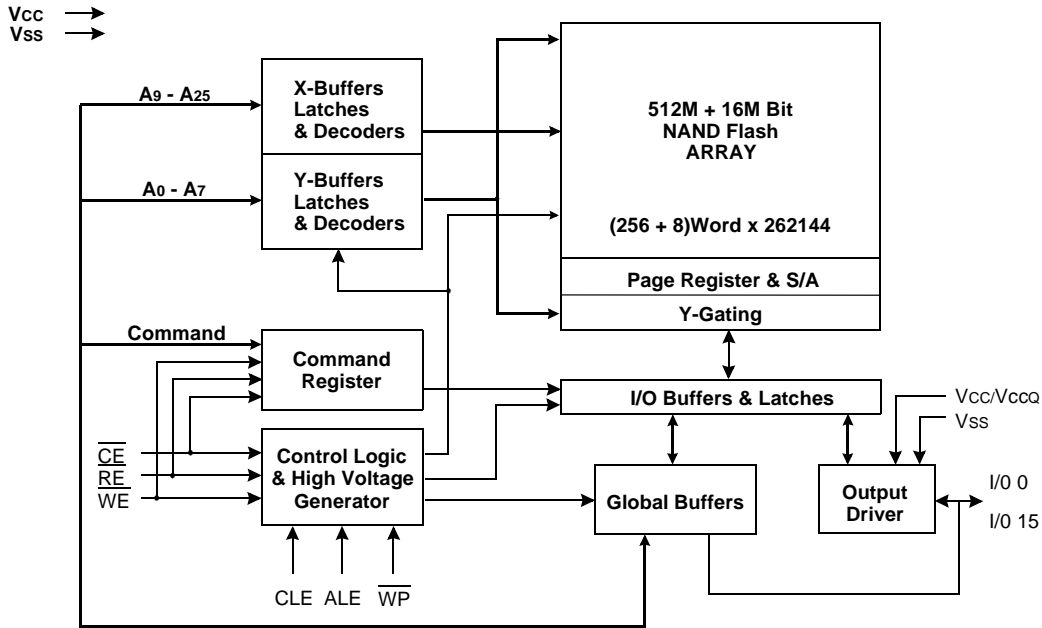 VCC
VSS
A9 - A25
X-Buffers
Latches
& Decoders
A0 - A7
Y-Buffers
Latches
& Decoders
512M + 16M Bit
NAND Flash
ARRAY
(256 + 8)Word x 262144
Page Register & S/A
Y-Gating
Command
Command
Register
I/O Buffers & Latches
VCC/VCCQ
VSS
CE
RE
WE
Control Logic
& High Voltage
Generator
Global Buffers
Output
Driver
I/0 0
I/0 15
CLE ALE WP